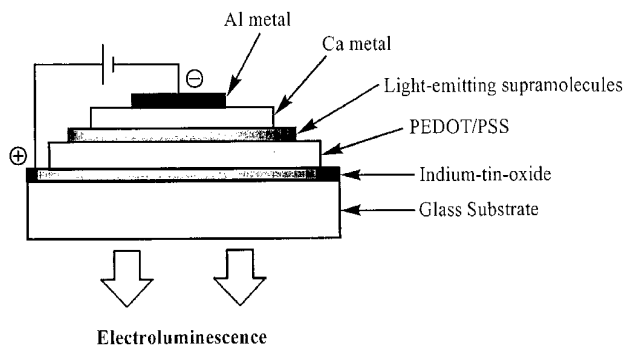 Al metal
Ca metal
⊖
Light-emitting supramolecules
PEDOT/PSS
⊕
Indium-tin-oxide
Glass Substrate
Electroluminescence